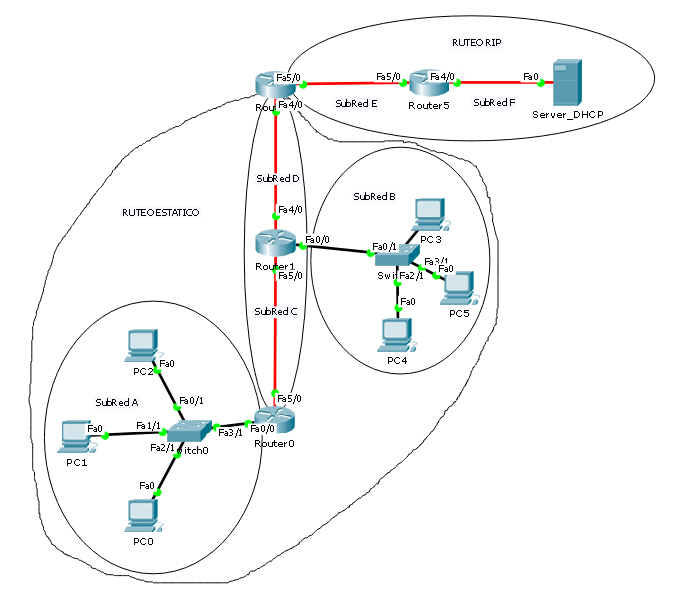 RUTEO RIP
Fa5/0
Fa5/0
Fa4/0
Fa0
SubRed E
Router5
SubRed F
Server_DHCP
Fa4/0
SubRed D
SubRed B
RUTEO ESTATICO
Fa4/0
Fa0/0
PC3
Fa0/1
Router1
Fa3/1
Fa5/0
Fa2/1
Fa0
PC5
Fa0
SubRed C
PC4
PC2
Fa0
SubRed A
Fa0/1
Fa5/0
Fa0
Fa1/1
Fa3/1
Fa0/0
Router0
Fa2/1
PC1
Fa0
PC0